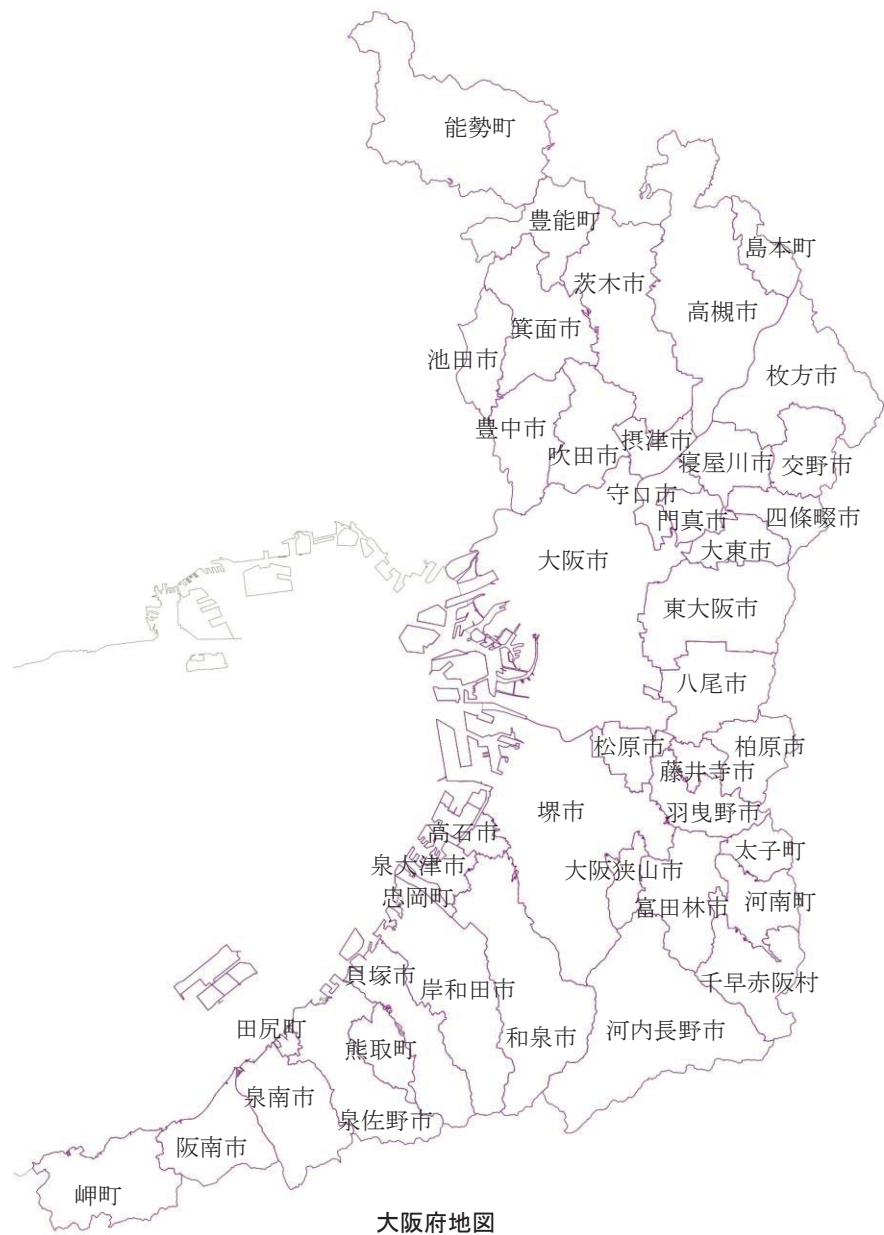 能勢町
豊能町
島本町
茨木市
高槻市
箕面市
池田市
枚方市
豊中市
摂津市
吹田市
寝屋川市
交野市
守口市
門真市
四條畷市
大東市
大阪市
東大阪市
八尾市
松原市
柏原市
藤井寺市
堺市
羽曳野市
高石市
太子町
泉大津市
大阪狭山市
忠岡町
富田林市
河南町
貝塚市
岸和田市
千早赤阪村
田尻町
熊取町
和泉市
河内長野市
泉南市
泉佐野市
阪南市
岬町
大阪府地図